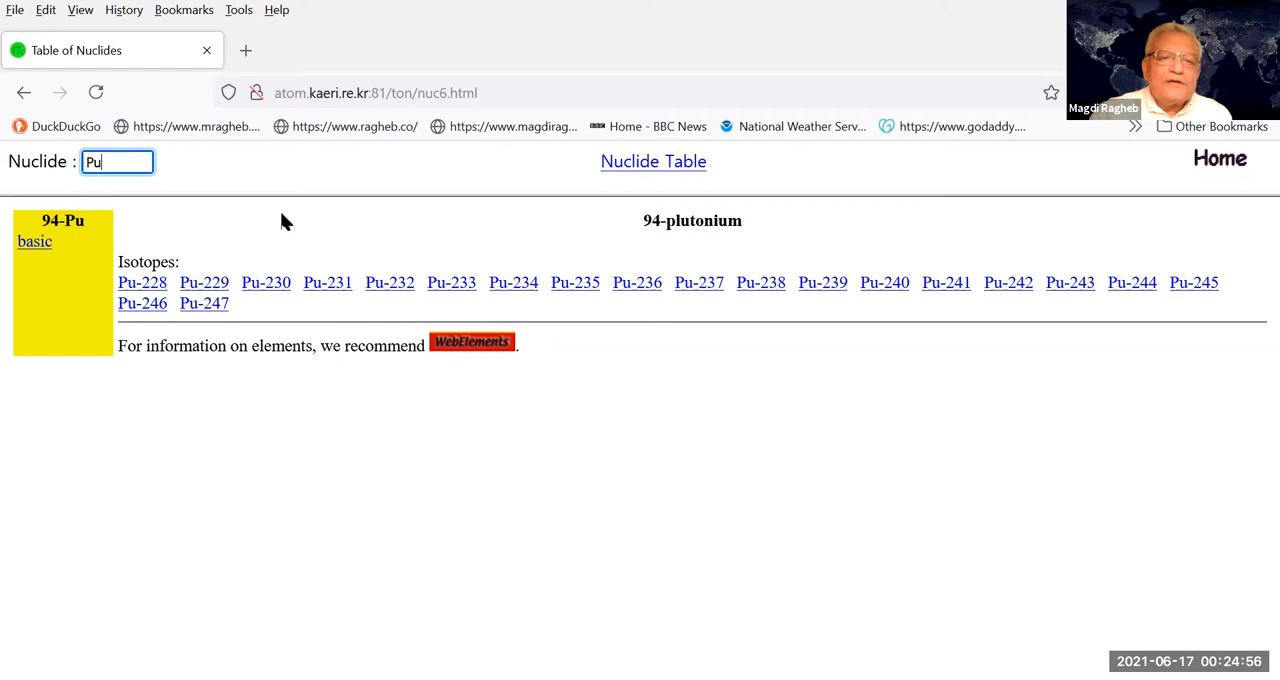 File Edit View History Bookmarks Tools Help
Table of Nuclides
atom.kaeri.re.kr:81/ton/nuc6.html
Magdi Ragheb
DuckDuckGo https://www.mragheb.... https://www.ragheb.co/ https://www.magdirag... Home - BBC News National Weather Serv... https://www.godaddy.... Other Bookmarks
Nuclide : Pu Nuclide Table Home
94-Pu 94-plutonium
basic
Isotopes:
Pu-228 Pu-229 Pu-230 Pu-231 Pu-232 Pu-233 Pu-234 Pu-235 Pu-236 Pu-237 Pu-238 Pu-239 Pu-240 Pu-241 Pu-242 Pu-243 Pu-244 Pu-245
Pu-246 Pu-247
For information on elements, we recommend WebElements.
2021-06-17 00:24:56